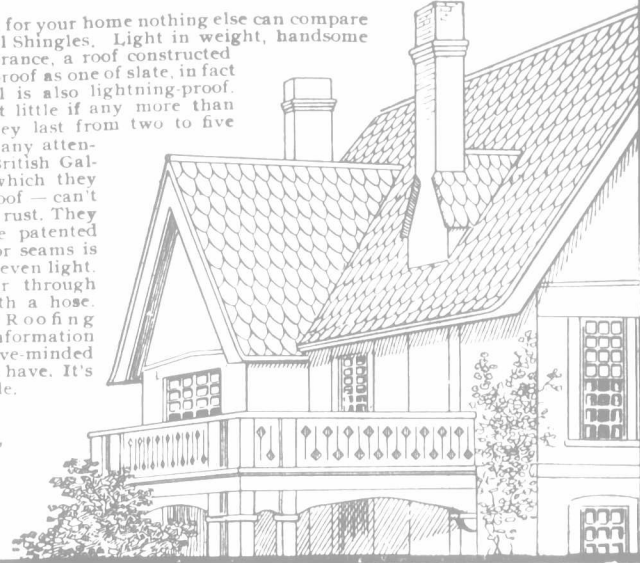 for your home nothing else can compare
l Shingles. Light in weight, handsome
rance, a roof constructed
roof as one of slate, in fact
l is also lightning-proof.
t little if any more than
ey last from two to five
any atten-
British Gal-
which they
oof — can't
rust. They
e patented
or seams is
even light.
r through
th a hose.
Roofing
nformation
ve-minded
have. It's
le.